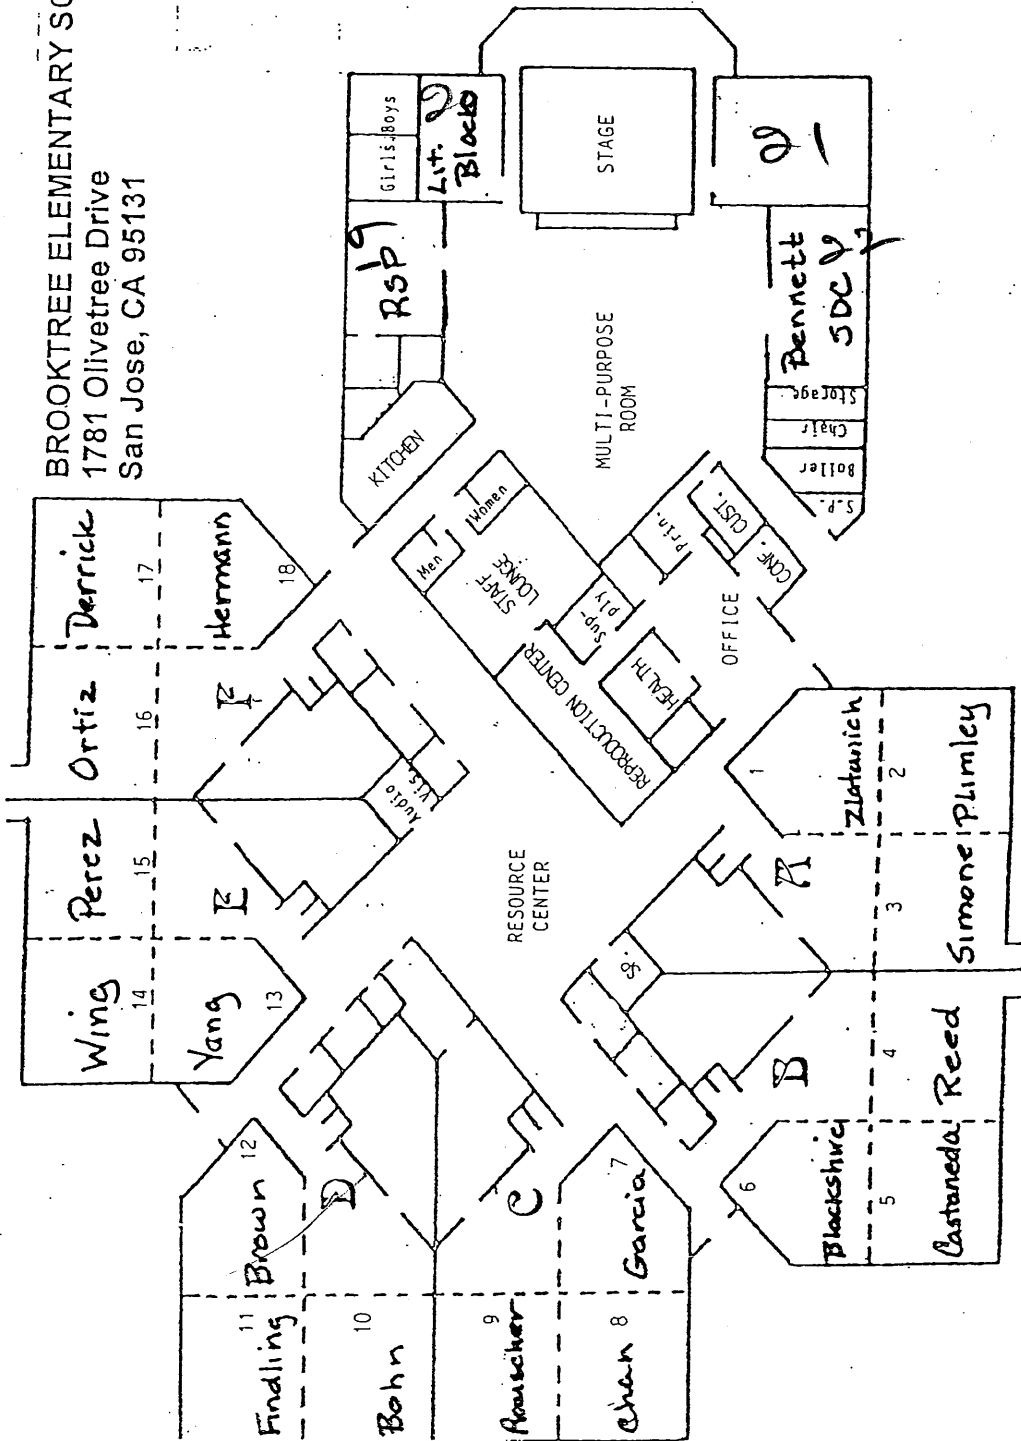 BROOKTREE ELEMENTARY SC
1781 Olivetree Drive
San Jose, CA 95131
Girls
Boys
Lit.
Block
RSP
19
STAGE
KITCHEN
MULTI-PURPOSE
ROOM
Bennett
SDC
Storage
Chair
Boiler
S.P.
Men
Women
STAFF
LOUNGE
Sup-
ply
Prin.
CUST.
CONF.
OFFICE
HEALTH
REPRODUCTION CENTER
Audio
Vis.
RESOURCE
CENTER
Sp.
Derrick
17
Hermann
18
Ortiz
16
F
Perez
15
E
Wing
14
Yang
13
12
Brown
D
11
Findling
10
Bohn
C
9
8
Chan
7
Garcia
6
Blackshire
5
Castaneda
B
4
Reed
A
3
Simone
2
Plimley
1
Zlatunich